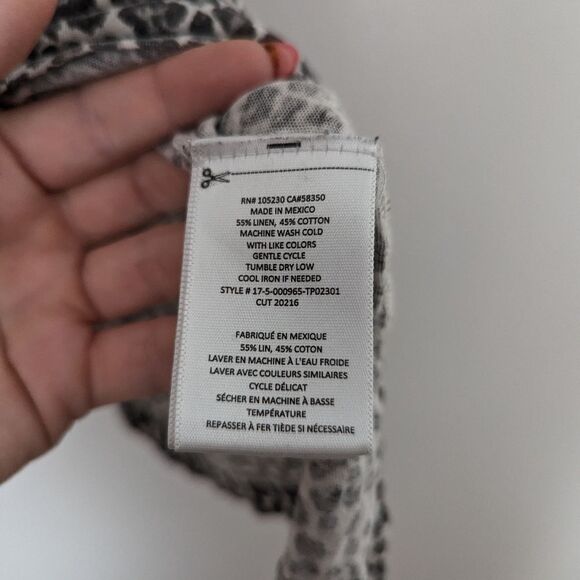 RN# 105230 CA#58350
MADE IN MEXICO
55% LINEN, 45% COTTON
MACHINE WASH COLD
WITH LIKE COLORS
GENTLE CYCLE
TUMBLE DRY LOW
COOL IRON IF NEEDED
STYLE # 17-5-000965-TP02301
CUT 20216
FABRIQUÉ EN MEXIQUE
55% LIN, 45% COTON
LAVER EN MACHINE À L'EAU FROIDE
LAVER AVEC COULEURS SIMILAIRES
CYCLE DÉLICAT
SÉCHER EN MACHINE À BASSE
TEMPÉRATURE
REPASSER À FER TIÈDE SI NÉCESSAIRE